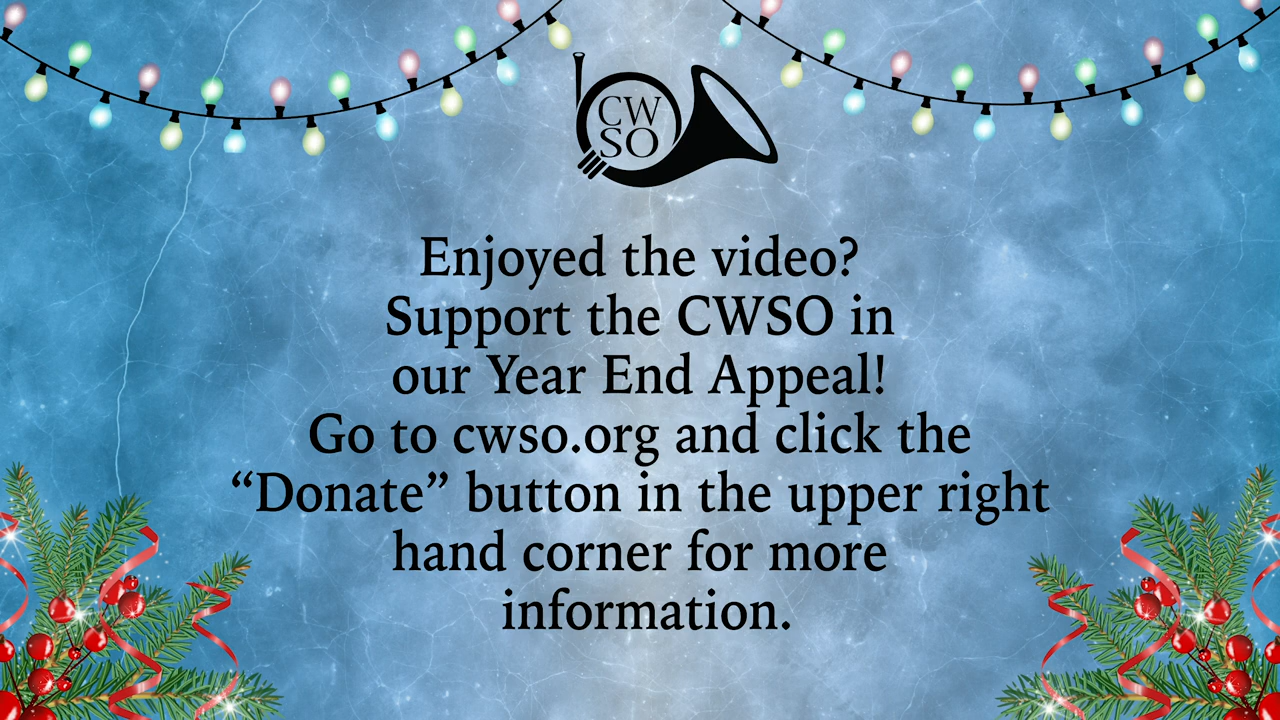 CW
SO
Enjoyed the video?
Support the CWSO in
our Year End Appeal!
Go to cwso.org and click the
“Donate” button in the upper right
hand corner for more
information.